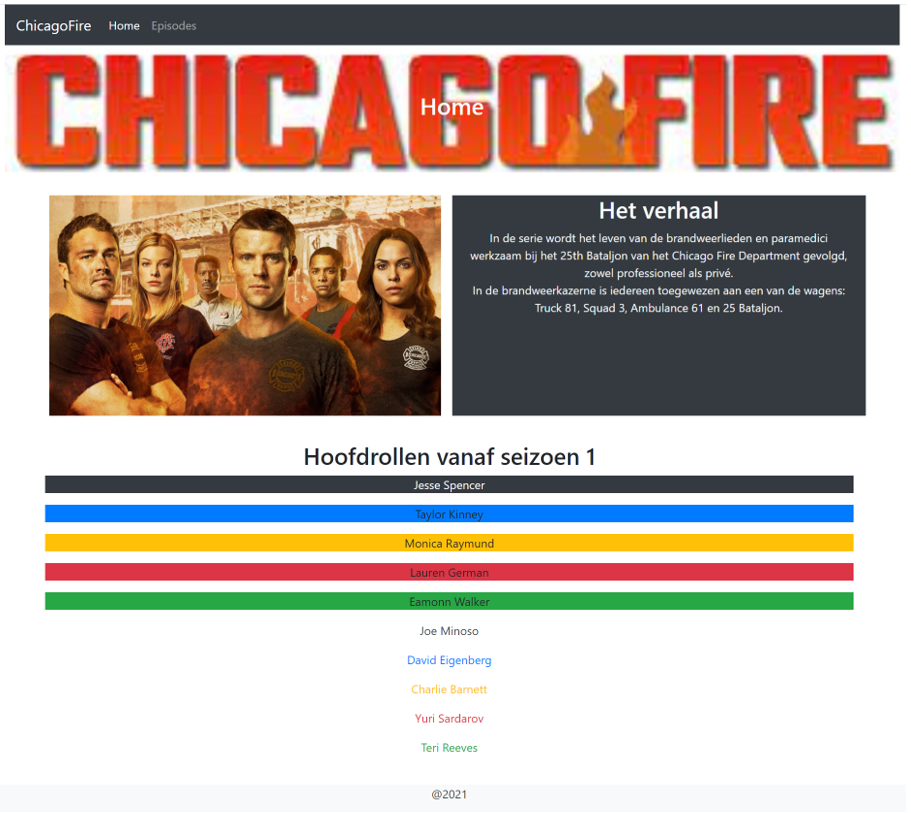 ChicagoFire Home Episodes
CHICAGO FIRE
Home
Het verhaal
In de serie wordt het leven van de brandweerlieden en paramedici
werkzaam bij het 25th Bataljon van het Chicago Fire Department gevolgd,
zowel professioneel als privé.
In de brandweerkazerne is iedereen toegewezen aan een van de wagens:
Truck 81, Squad 3, Ambulance 61 en 25 Bataljon.
Hoofdrollen vanaf seizoen 1
Jesse Spencer
Taylor Kinney
Monica Raymund
Lauren German
Eamonn Walker
Joe Minoso
David Eigenberg
Charlie Barnett
Yuri Sardarov
Teri Reeves
@2021